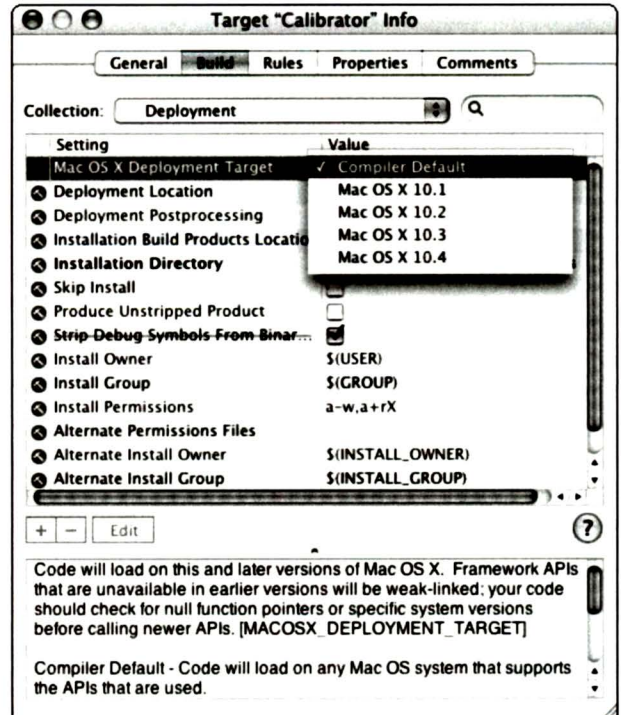 Target “Calibrator” Info
General Build Rules Properties Comments
Collection: Deployment
Setting Value
Mac OS X Deployment Target ✓ Compiler Default
Deployment Location Mac OS X 10.1
Deployment Postprocessing Mac OS X 10.2
Installation Build Products Locatio Mac OS X 10.3
Installation Directory Mac OS X 10.4
Skip Install
Produce Unstripped Product
Strip Debug Symbols From Binar...
Install Owner $(USER)
Install Group $(GROUP)
Install Permissions a-w,a+rX
Alternate Permissions Files
Alternate Install Owner $(INSTALL_OWNER)
Alternate Install Group $(INSTALL_GROUP)
+ – Edit ?
Code will load on this and later versions of Mac OS X. Framework APIs
that are unavailable in earlier versions will be weak-linked; your code
should check for null function pointers or specific system versions
before calling newer APIs. [MACOSX_DEPLOYMENT_TARGET]
Compiler Default - Code will load on any Mac OS system that supports
the APIs that are used.